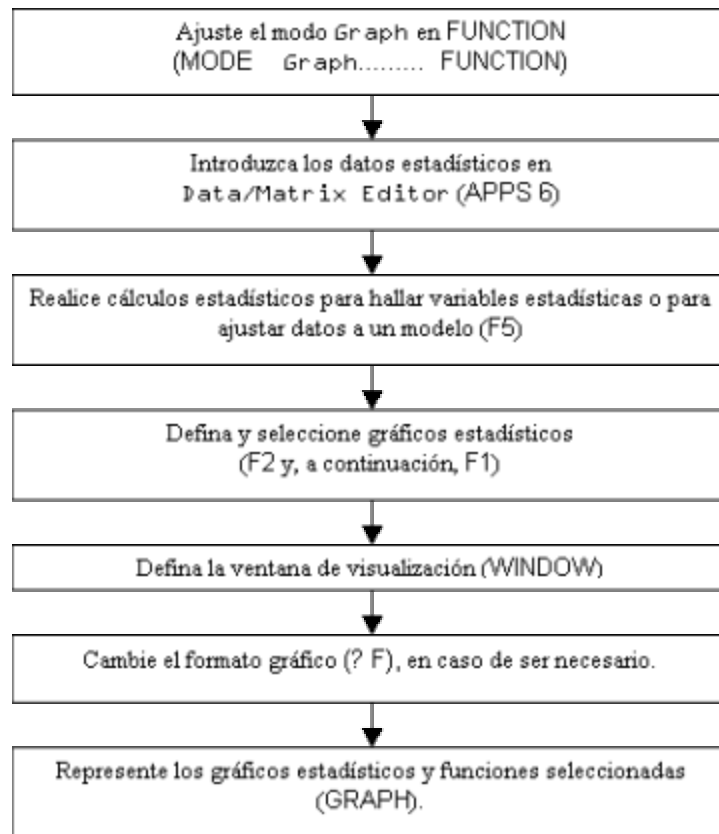 Ajuste el modo Graph en FUNCTION
(MODE Graph......... FUNCTION)
Introduzca los datos estadísticos en
Data/Matrix Editor (APPS 6)
Realice cálculos estadísticos para hallar variables estadísticas o para
ajustar datos a un modelo (F5)
Defina y seleccione gráficos estadísticos
(F2 y, a continuación, F1)
Defina la ventana de visualización (WINDOW)
Cambie el formato gráfico (? F), en caso de ser necesario.
Represente los gráficos estadísticos y funciones seleccionadas
(GRAPH).